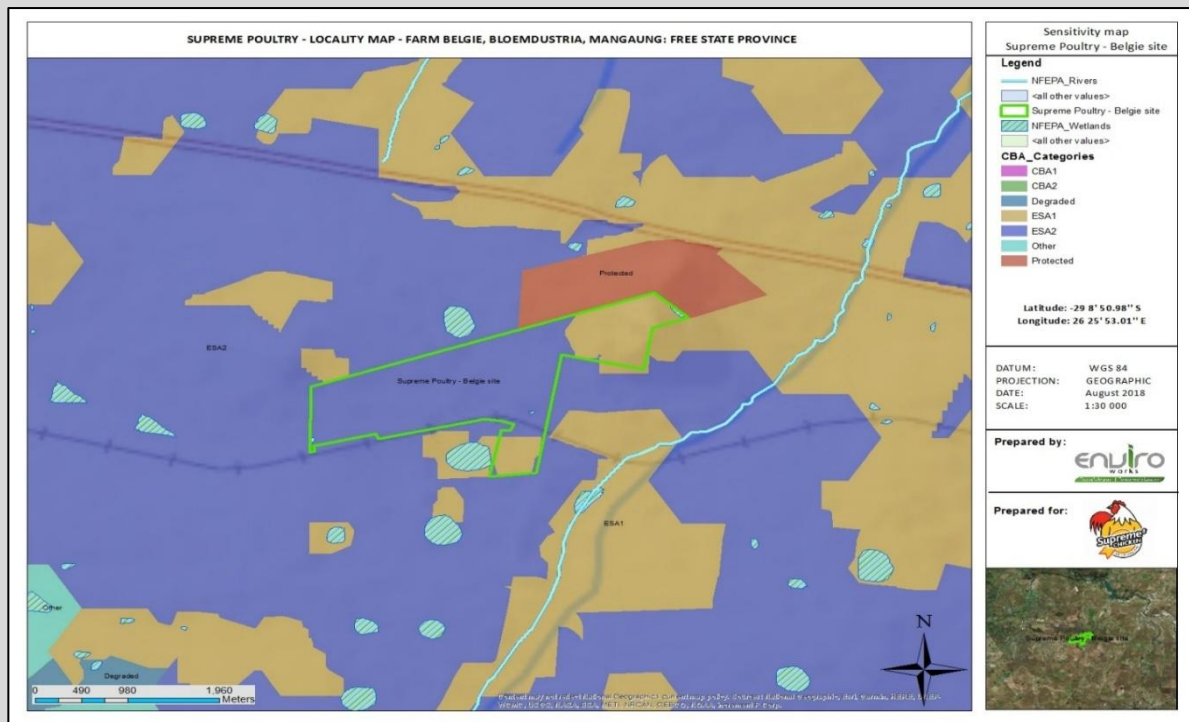 SUPREME POULTRY - LOCALITY MAP - FARM BELGIE, BLOEMDUSTRIA, MANGAUNG: FREE STATE PROVINCE
Protected
ESA2
Supreme Poultry - Belgie site
ESA1
Other
Degraded
0 490 980 1,960
Meters
N
Sensitivity map
Supreme Poultry - Belgie site
Legend
NFEPA_Rivers
<all other values>
Supreme Poultry - Belgie site
NFEPA_Wetlands
<all other values>
CBA_Categories
CBA1
CBA2
Degraded
ESA1
ESA2
Other
Protected
Latitude: -29 8' 50.98'' S
Longitude: 26 25' 53.01'' E
DATUM: WGS 84
PROJECTION: GEOGRAPHIC
DATE: August 2018
SCALE: 1:30 000
Prepared by:
enviro
works
Prepared for:
Supreme
CHICKEN
Supreme Poultry - Belgie site